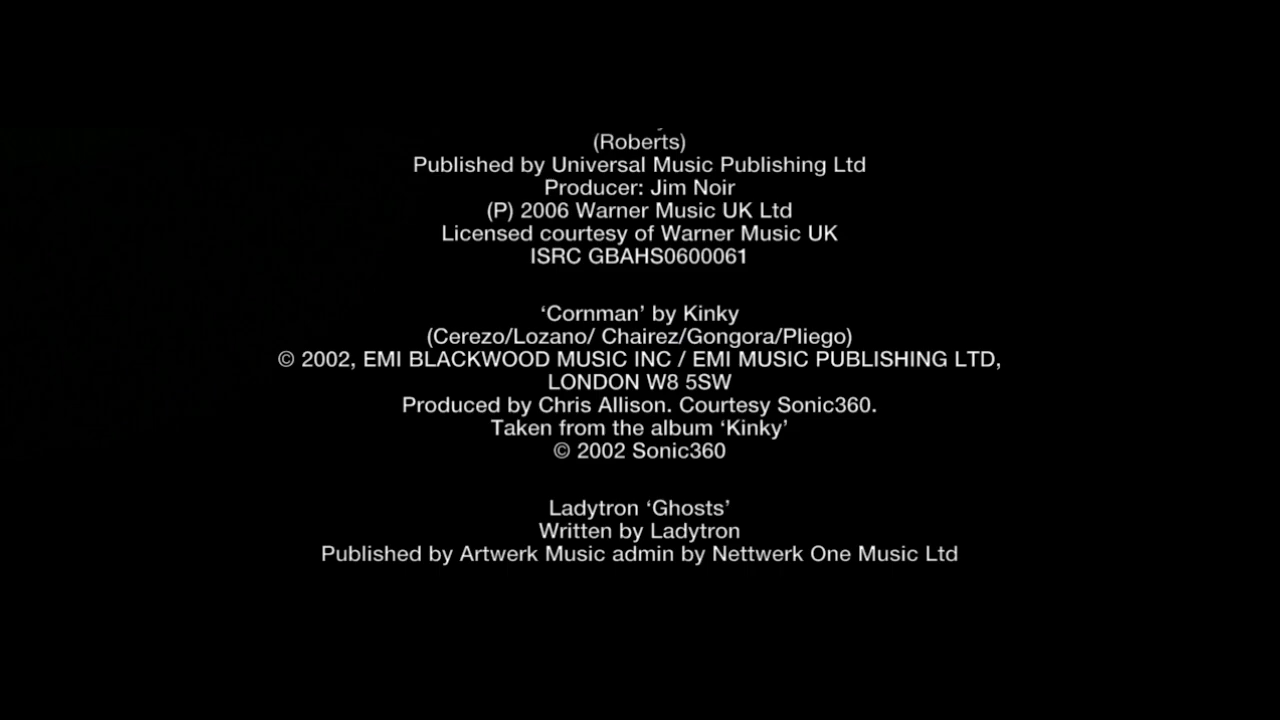 (Roberts)
Published by Universal Music Publishing Ltd
Producer: Jim Noir
(P) 2006 Warner Music UK Ltd
Licensed courtesy of Warner Music UK
ISRC GBAHS0600061
‘Cornman’ by Kinky
(Cerezo/Lozano/ Chairez/Gongora/Pliego)
© 2002, EMI BLACKWOOD MUSIC INC / EMI MUSIC PUBLISHING LTD,
LONDON W8 5SW
Produced by Chris Allison. Courtesy Sonic360.
Taken from the album ‘Kinky’
© 2002 Sonic360
Ladytron ‘Ghosts’
Written by Ladytron
Published by Artwerk Music admin by Nettwerk One Music Ltd